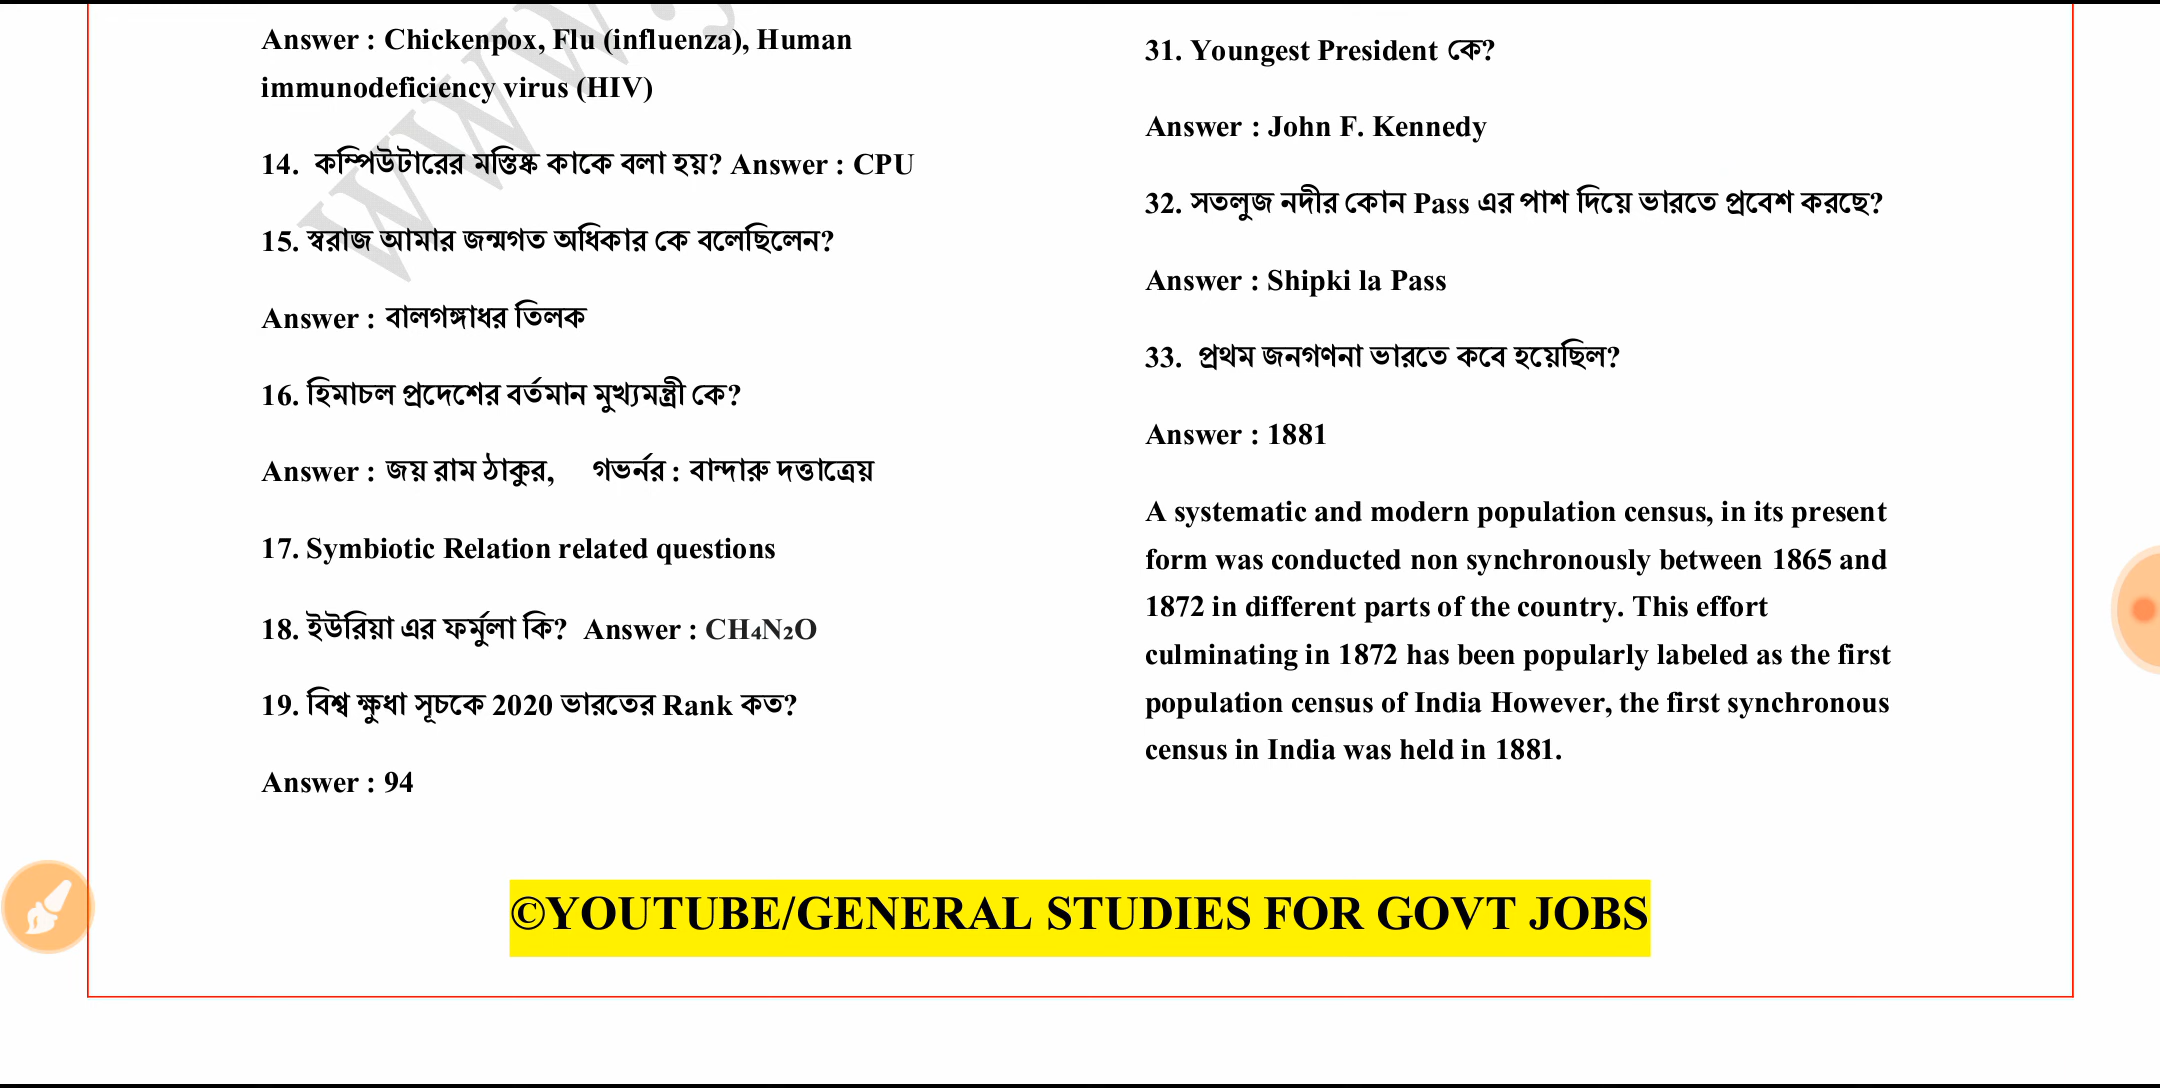 Answer : Chickenpox, Flu (influenza), Human
immunodeficiency virus (HIV)
14. কম্পিউটারের মস্তিষ্ক কাকে বলা হয়? Answer : CPU
15. স্বরাজ আমার জন্মগত অধিকার কে বলেছিলেন?
Answer : বালগঙ্গাধর তিলক
16. হিমাচল প্রদেশের বর্তমান মুখ্যমন্ত্রী কে?
Answer : জয় রাম ঠাকুর, গভর্নর : বান্দারু দত্তাত্রেয়
17. Symbiotic Relation related questions
18. ইউরিয়া এর ফর্মুলা কি? Answer : CH₄N₂O
19. বিশ্ব ক্ষুধা সূচকে 2020 ভারতের Rank কত?
Answer : 94
31. Youngest President কে?
Answer : John F. Kennedy
32. সতলুজ নদীর কোন Pass এর পাশ দিয়ে ভারতে প্রবেশ করছে?
Answer : Shipki la Pass
33. প্রথম জনগণনা ভারতে কবে হয়েছিল?
Answer : 1881
A systematic and modern population census, in its present
form was conducted non synchronously between 1865 and
1872 in different parts of the country. This effort
culminating in 1872 has been popularly labeled as the first
population census of India However, the first synchronous
census in India was held in 1881.
©YOUTUBE/GENERAL STUDIES FOR GOVT JOBS
www.